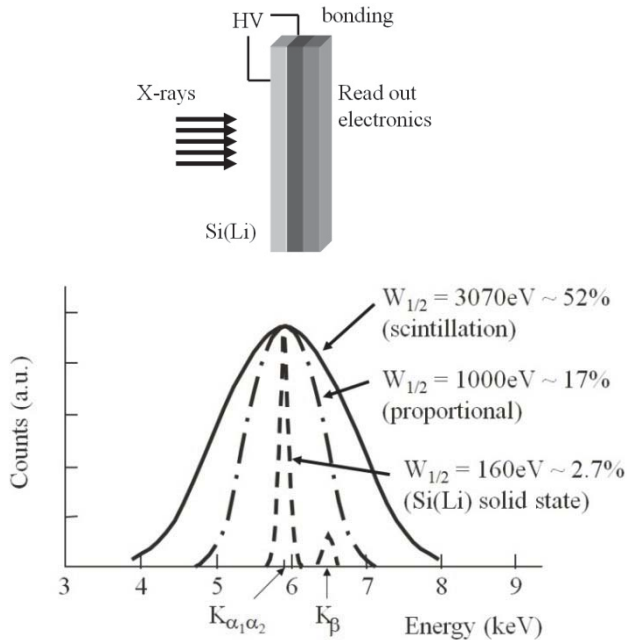 HV
bonding
X-rays
Read out
electronics
Si(Li)
W1/2 = 3070eV ~ 52%
(scintillation)
W1/2 = 1000eV ~ 17%
(proportional)
W1/2 = 160eV ~ 2.7%
(Si(Li) solid state)
Counts (a.u.)
3 4 5 6 7 8 9
Kα1α2 Kβ
Energy (keV)